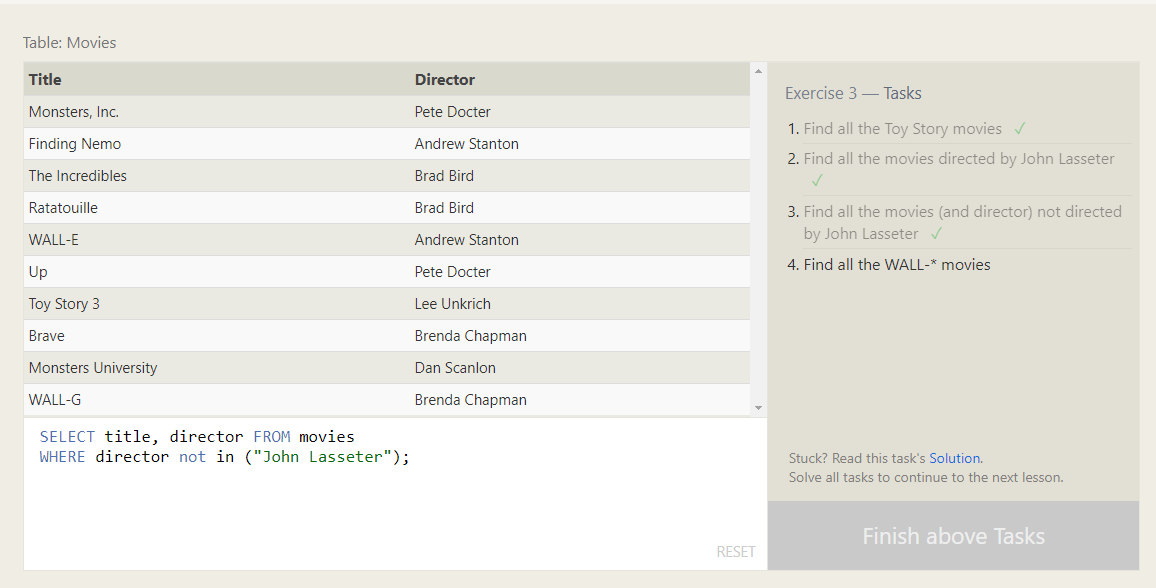 Table: Movies
Title Director
Monsters, Inc. Pete Docter
Finding Nemo Andrew Stanton
The Incredibles Brad Bird
Ratatouille Brad Bird
WALL-E Andrew Stanton
Up Pete Docter
Toy Story 3 Lee Unkrich
Brave Brenda Chapman
Monsters University Dan Scanlon
WALL-G Brenda Chapman
SELECT title, director FROM movies
WHERE director not in ("John Lasseter");
RESET
Exercise 3 — Tasks
1. Find all the Toy Story movies ✓
2. Find all the movies directed by John Lasseter
✓
3. Find all the movies (and director) not directed
by John Lasseter ✓
4. Find all the WALL-* movies
Stuck? Read this task's Solution.
Solve all tasks to continue to the next lesson.
Finish above Tasks